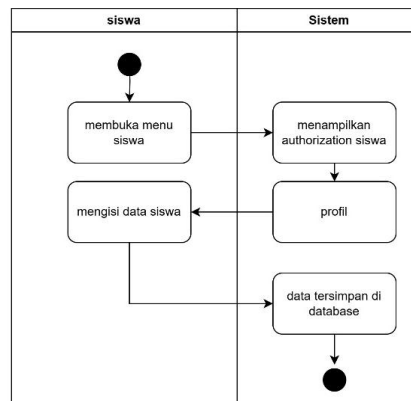 siswa
Sistem
membuka menu
siswa
menampilkan
authorization siswa
mengisi data siswa
profil
data tersimpan di
database